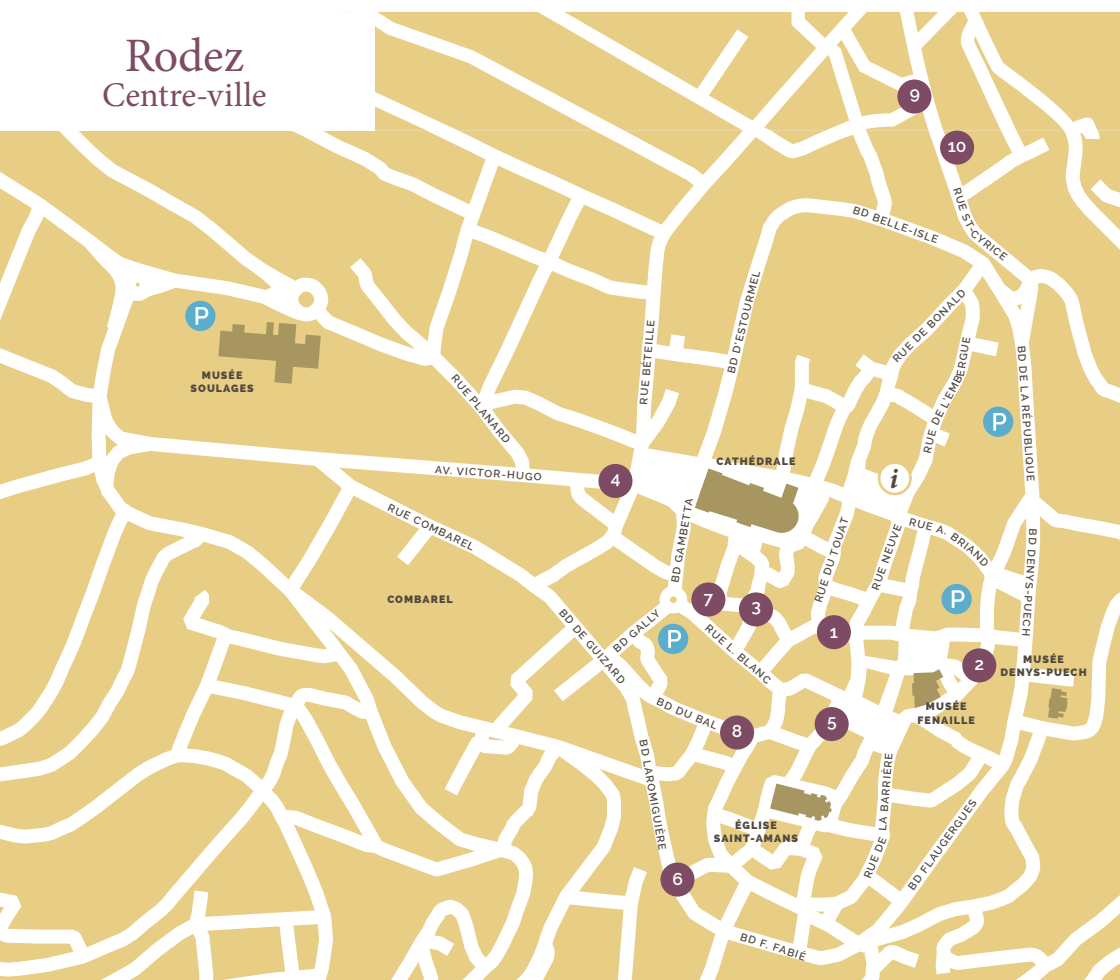 Rodez
Centre-ville
9
10
RUE ST-CYRICE
BD BELLE-ISLE
P
MUSÉE
SOULAGES
RUE PLANARD
RUE BÉTEILLE
BD D'ESTOURMEL
RUE DE BONALD
RUE DE L'EMBERGUE
BD DE LA RÉPUBLIQUE
P
AV. VICTOR-HUGO
4
CATHÉDRALE
i
RUE COMBAREL
BD GAMBETTA
RUE DU TOUAT
RUE NEUVE
RUE A. BRIAND
BD DENYS-PUECH
COMBAREL
7
3
P
BD DE GUIZARD
BD GALLY
P
RUE L. BLANC
1
2
MUSÉE
DENYS-PUECH
MUSÉE
FENAILLE
BD DU BAL
8
5
BD LAROMIGUIÈRE
ÉGLISE
SAINT-AMANS
RUE DE LA BARRIÈRE
BD FLAUGERGUES
6
BD F. FABIÉ